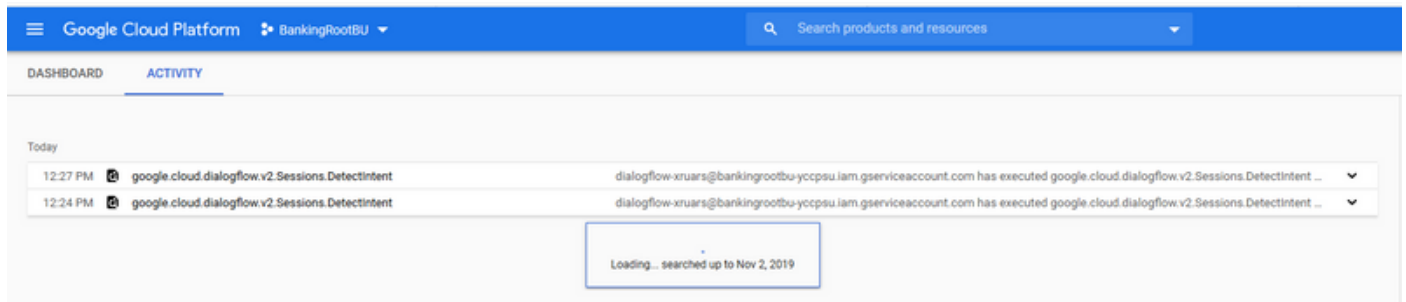 Google Cloud Platform BankingRootBU Search products and resources
DASHBOARD ACTIVITY
Today
12:27 PM google.cloud.dialogflow.v2.Sessions.DetectIntent dialogflow-xruars@bankingrootbu-yccpsu.iam.gserviceaccount.com has executed google.cloud.dialogflow.v2.Sessions.DetectIntent ...
12:24 PM google.cloud.dialogflow.v2.Sessions.DetectIntent dialogflow-xruars@bankingrootbu-yccpsu.iam.gserviceaccount.com has executed google.cloud.dialogflow.v2.Sessions.DetectIntent ...
Loading... searched up to Nov 2, 2019